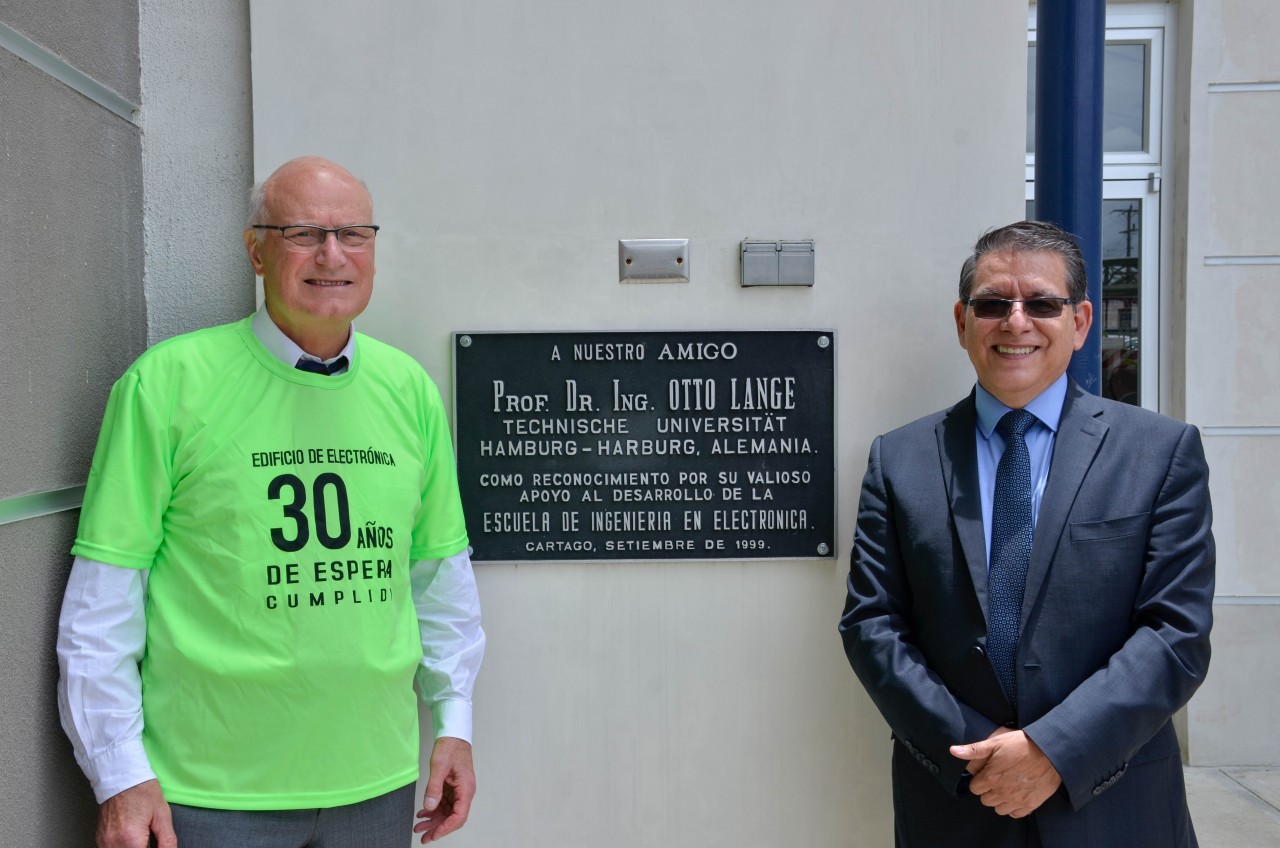 EDIFICIO DE ELECTRÓNICA
30 AÑOS
DE ESPERA
A NUESTRO AMIGO
PROF. DR. ING. OTTO LANGE
TECHNISCHE UNIVERSITÄT
HAMBURG-HARBURG, ALEMANIA.
COMO RECONOCIMIENTO POR SU VALIOSO
APOYO AL DESARROLLO DE LA
ESCUELA DE INGENIERIA EN ELECTRONICA.
CARTAGO, SETIEMBRE DE 1999.